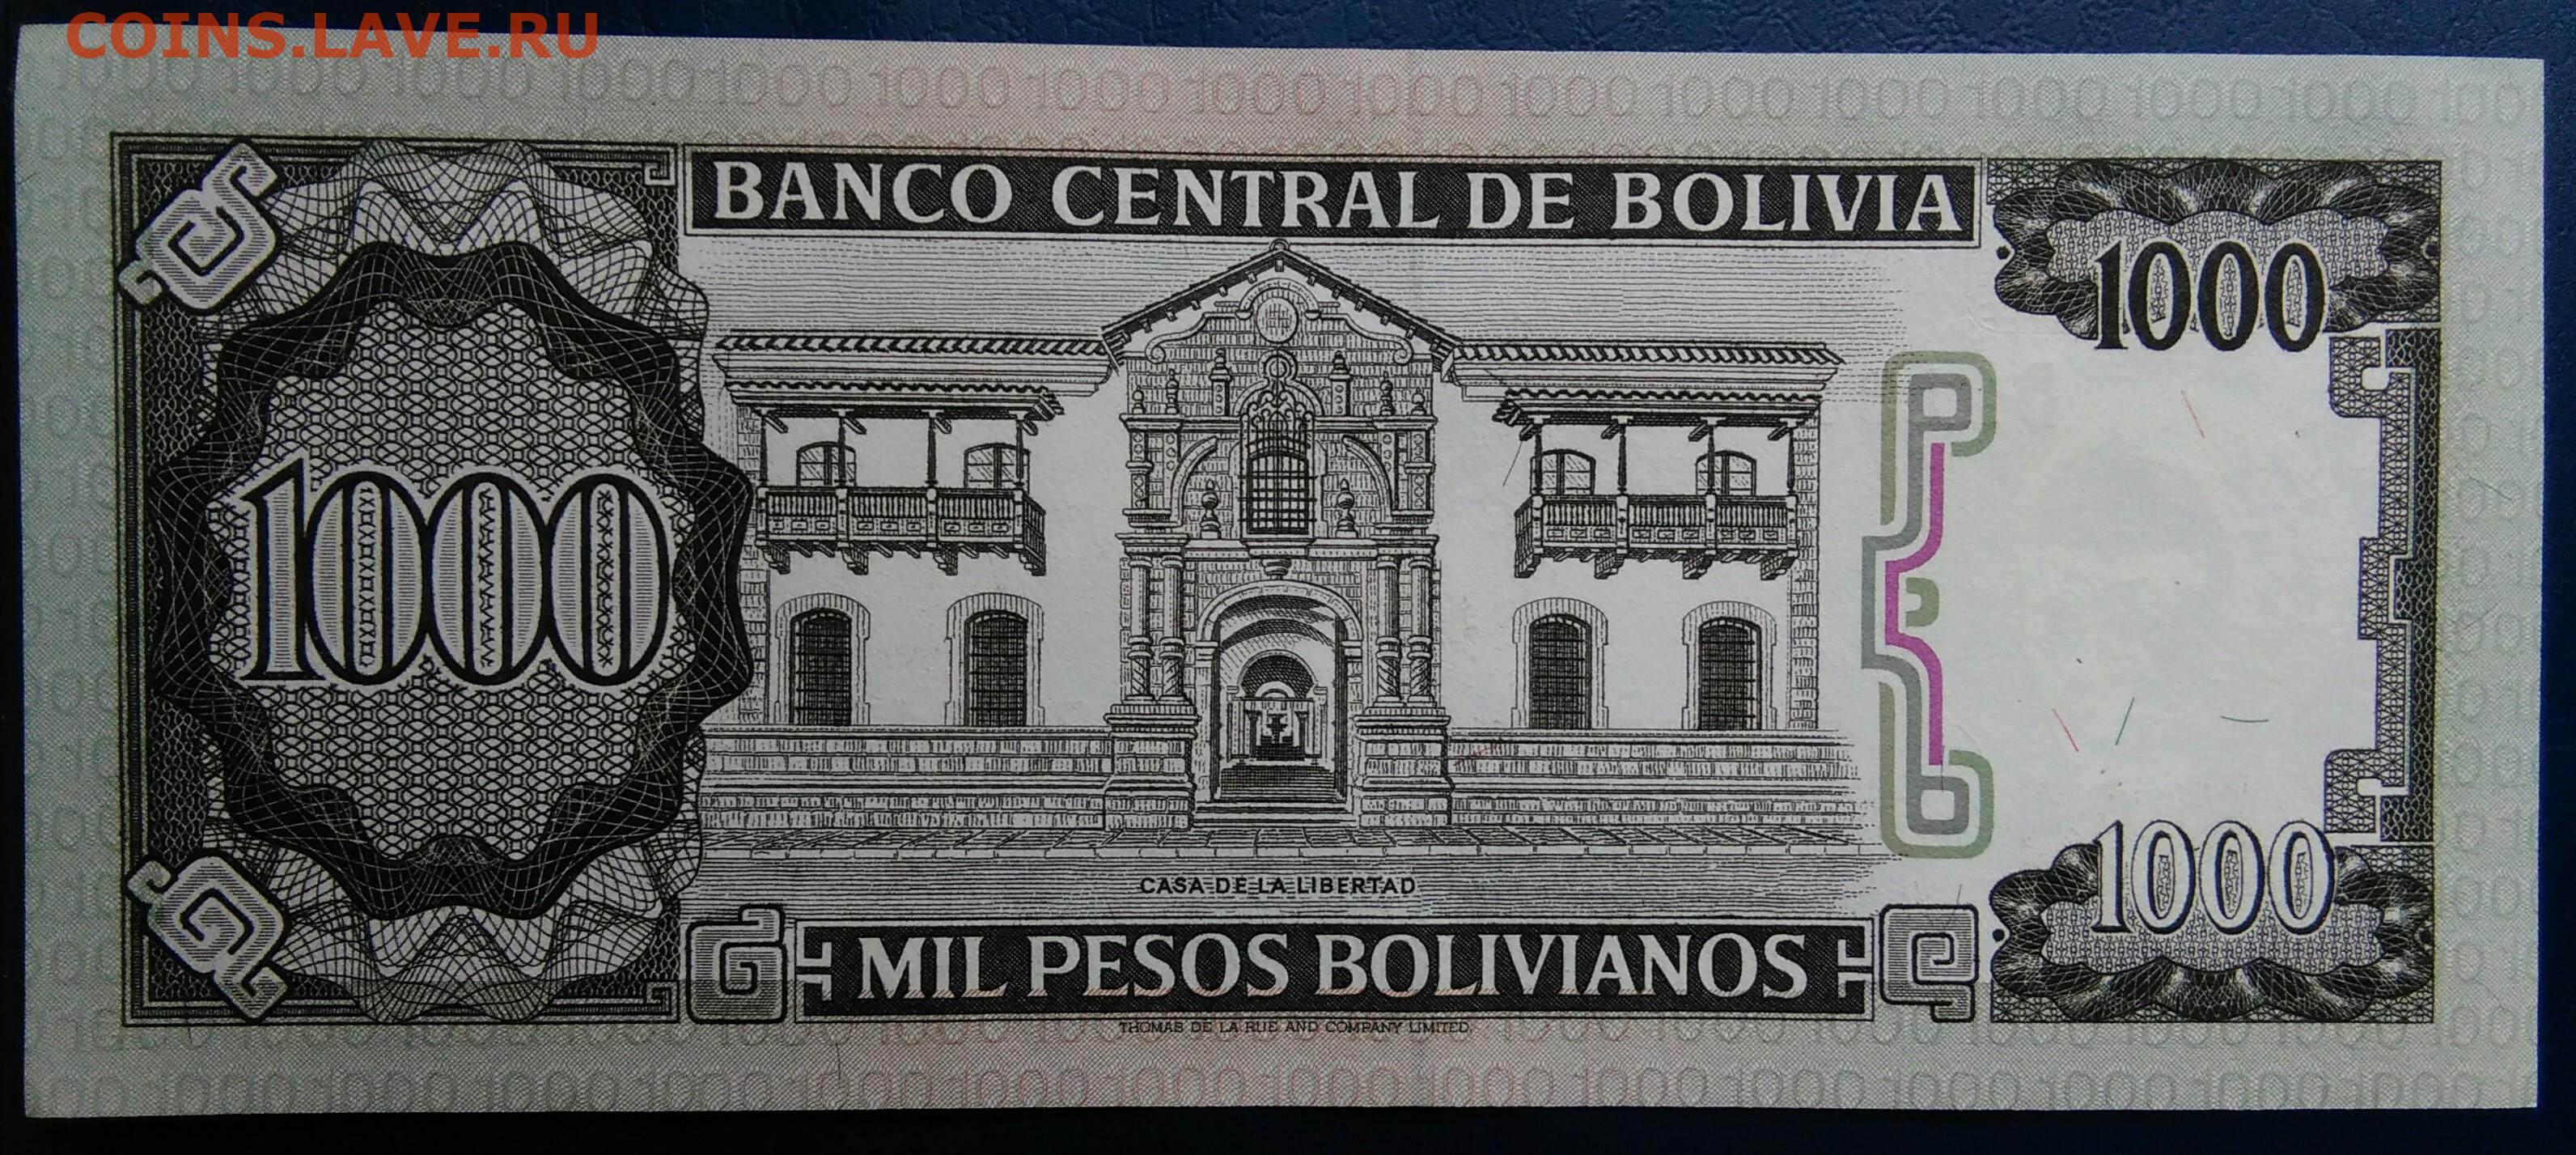 COINS.LAVE.RU
BANCO CENTRAL DE BOLIVIA
1000
1000
CASA DE LA LIBERTAD
1000
MIL PESOS BOLIVIANOS
THOMAS DE LA RUE AND COMPANY LIMITED.